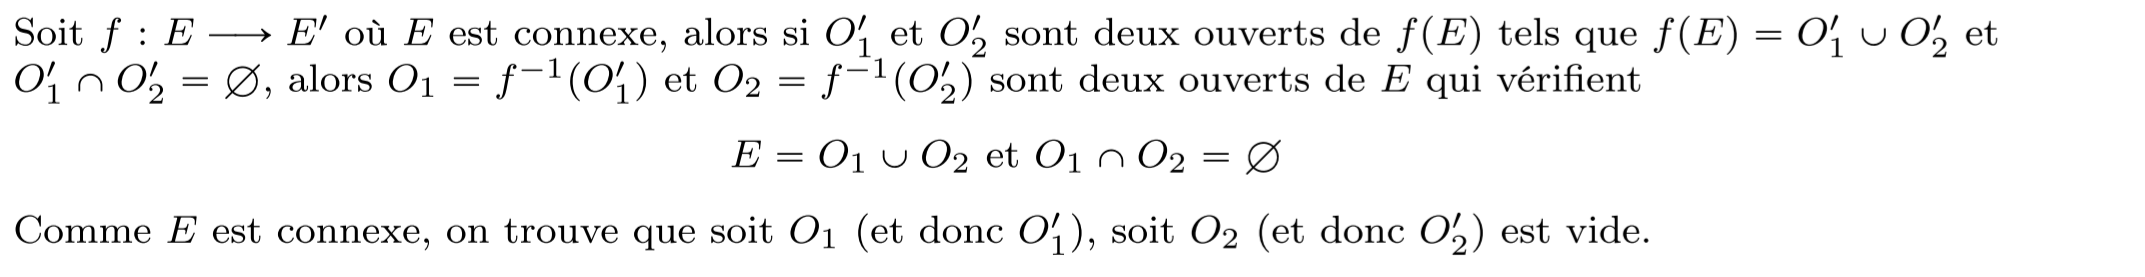 Soit f : E ⟶ E′ où E est connexe, alors si O′₁ et O′₂ sont deux ouverts de f(E) tels que f(E) = O′₁ ∪ O′₂ et
O′₁ ∩ O′₂ = ∅, alors O₁ = f⁻¹(O′₁) et O₂ = f⁻¹(O′₂) sont deux ouverts de E qui vérifient
E = O₁ ∪ O₂ et O₁ ∩ O₂ = ∅
Comme E est connexe, on trouve que soit O₁ (et donc O′₁), soit O₂ (et donc O′₂) est vide.